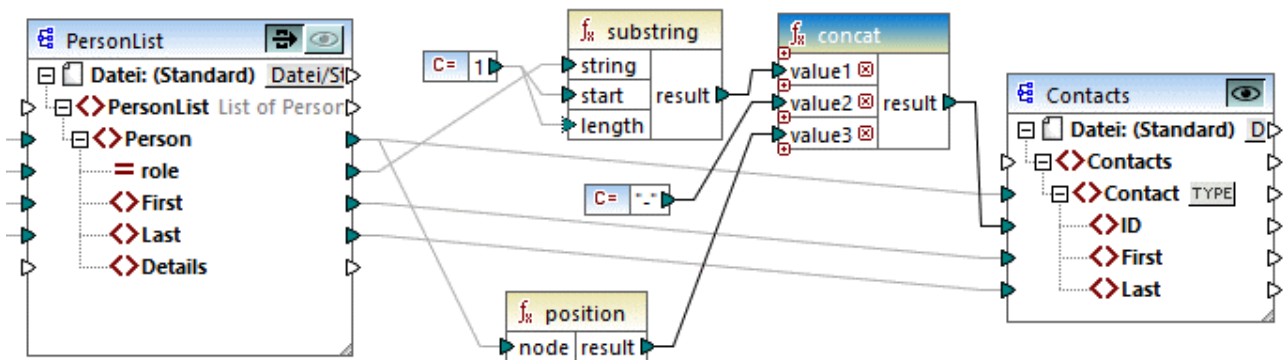 PersonList
Datei: (Standard) Datei/St
PersonList List of Person
Person
role
First
Last
Details
C= 1
substring
string
start
length
result
concat
value1
value2
value3
result
C= "-"
position
node result
Contacts
Datei: (Standard) D
Contacts
Contact TYPE
ID
First
Last